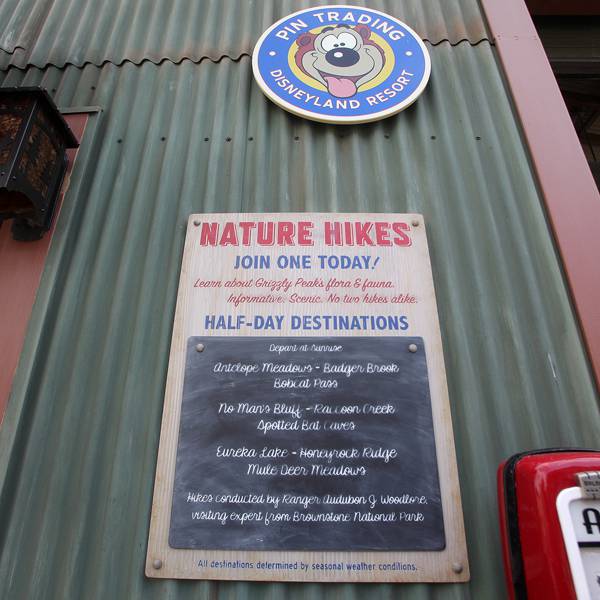 PIN TRADING
DISNEYLAND RESORT
NATURE HIKES
JOIN ONE TODAY!
Learn about Grizzly Peak's flora & fauna.
Informative. Scenic. No two hikes alike.
HALF-DAY DESTINATIONS
Depart at Sunrise
Antelope Meadows - Badger Brook
Bobcat Pass
No Man's Bluff - Raccoon Creek
Spotted Bat Caves
Eureka Lake - Honeyrock Ridge
Mule Deer Meadows
Hikes conducted by Ranger Audubon J Woodlore,
visiting expert from Brownstone National Park
All destinations determined by seasonal weather conditions.